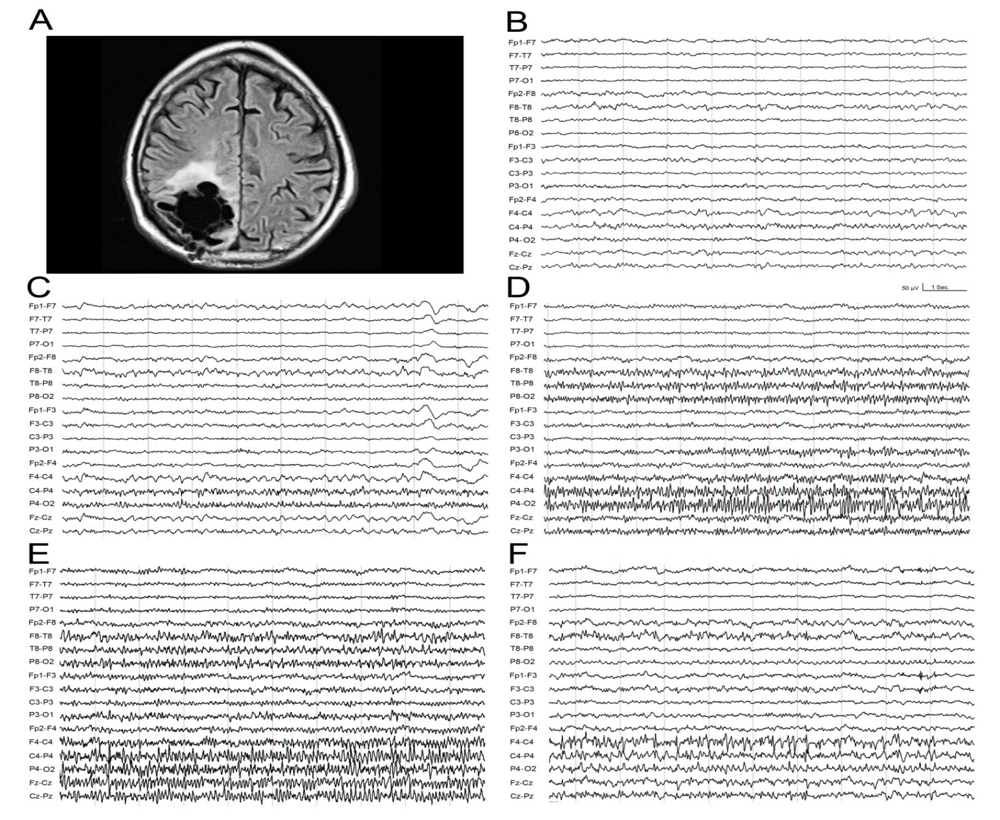 A
B
Fp1-F7
F7-T7
T7-P7
P7-O1
Fp2-F8
F8-T8
T8-P8
P8-O2
Fp1-F3
F3-C3
C3-P3
P3-O1
Fp2-F4
F4-C4
C4-P4
P4-O2
Fz-Cz
Cz-Pz
50 µV 1 Sec.
C
Fp1-F7
F7-T7
T7-P7
P7-O1
Fp2-F8
F8-T8
T8-P8
P8-O2
Fp1-F3
F3-C3
C3-P3
P3-O1
Fp2-F4
F4-C4
C4-P4
P4-O2
Fz-Cz
Cz-Pz
D
Fp1-F7
F7-T7
T7-P7
P7-O1
Fp2-F8
F8-T8
T8-P8
P8-O2
Fp1-F3
F3-C3
C3-P3
P3-O1
Fp2-F4
F4-C4
C4-P4
P4-O2
Fz-Cz
Cz-Pz
E
Fp1-F7
F7-T7
T7-P7
P7-O1
Fp2-F8
F8-T8
T8-P8
P8-O2
Fp1-F3
F3-C3
C3-P3
P3-O1
Fp2-F4
F4-C4
C4-P4
P4-O2
Fz-Cz
Cz-Pz
F
Fp1-F7
F7-T7
T7-P7
P7-O1
Fp2-F8
F8-T8
T8-P8
P8-O2
Fp1-F3
F3-C3
C3-P3
P3-O1
Fp2-F4
F4-C4
C4-P4
P4-O2
Fz-Cz
Cz-Pz